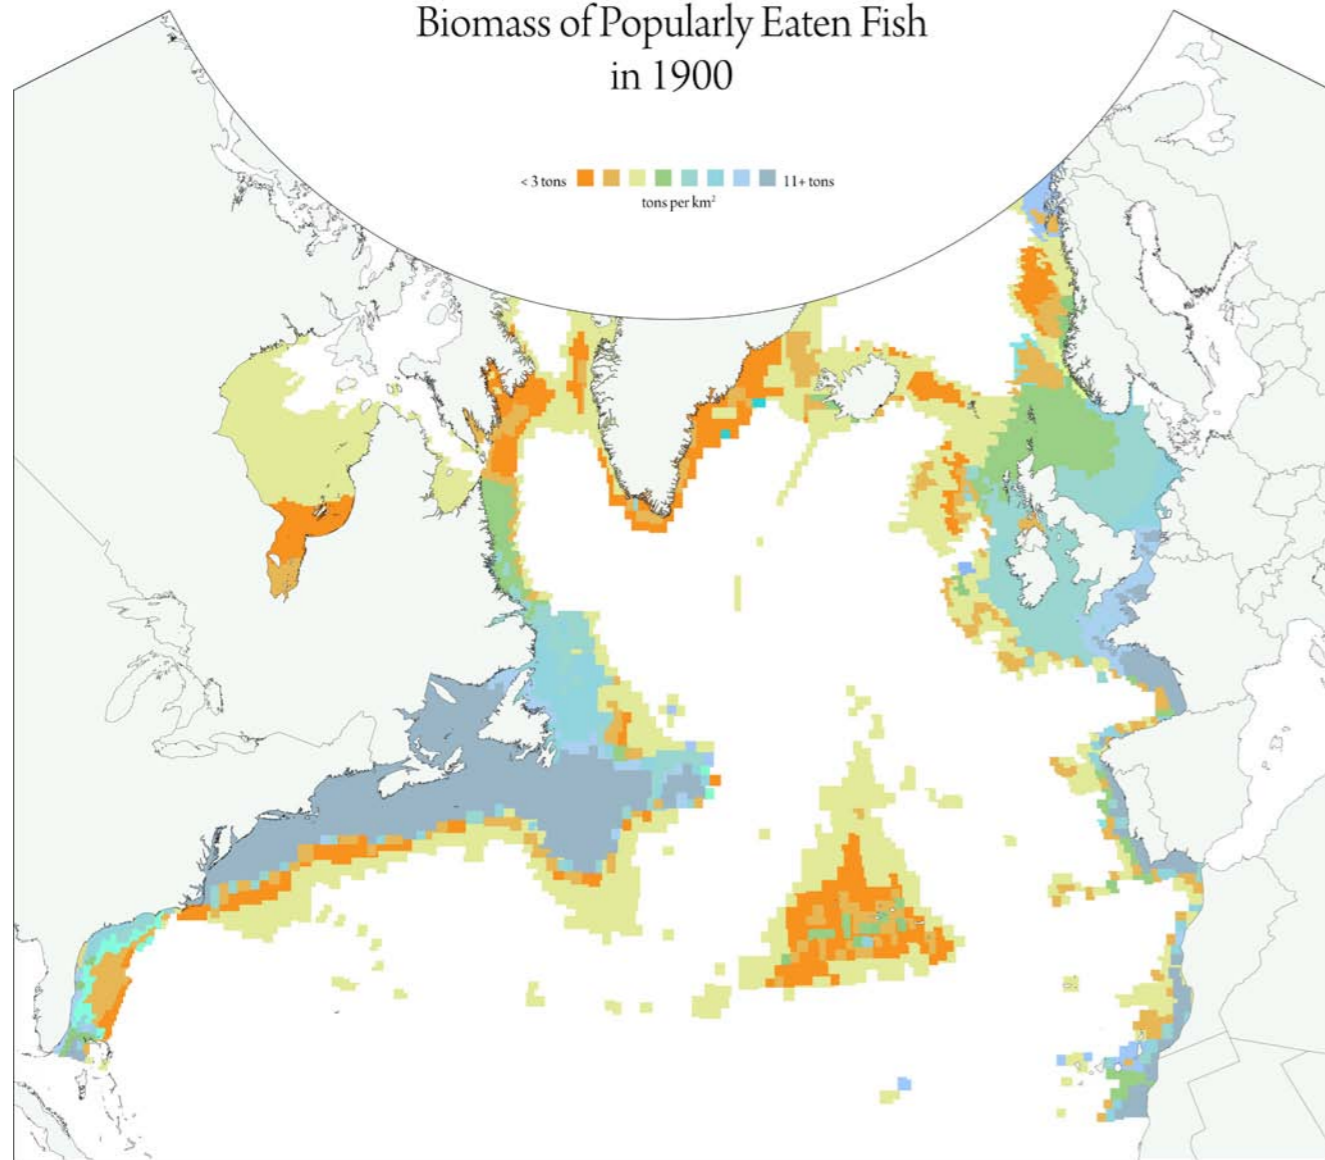 Biomass of Popularly Eaten Fish
in 1900
< 3 tons 11+ tons
tons per km²